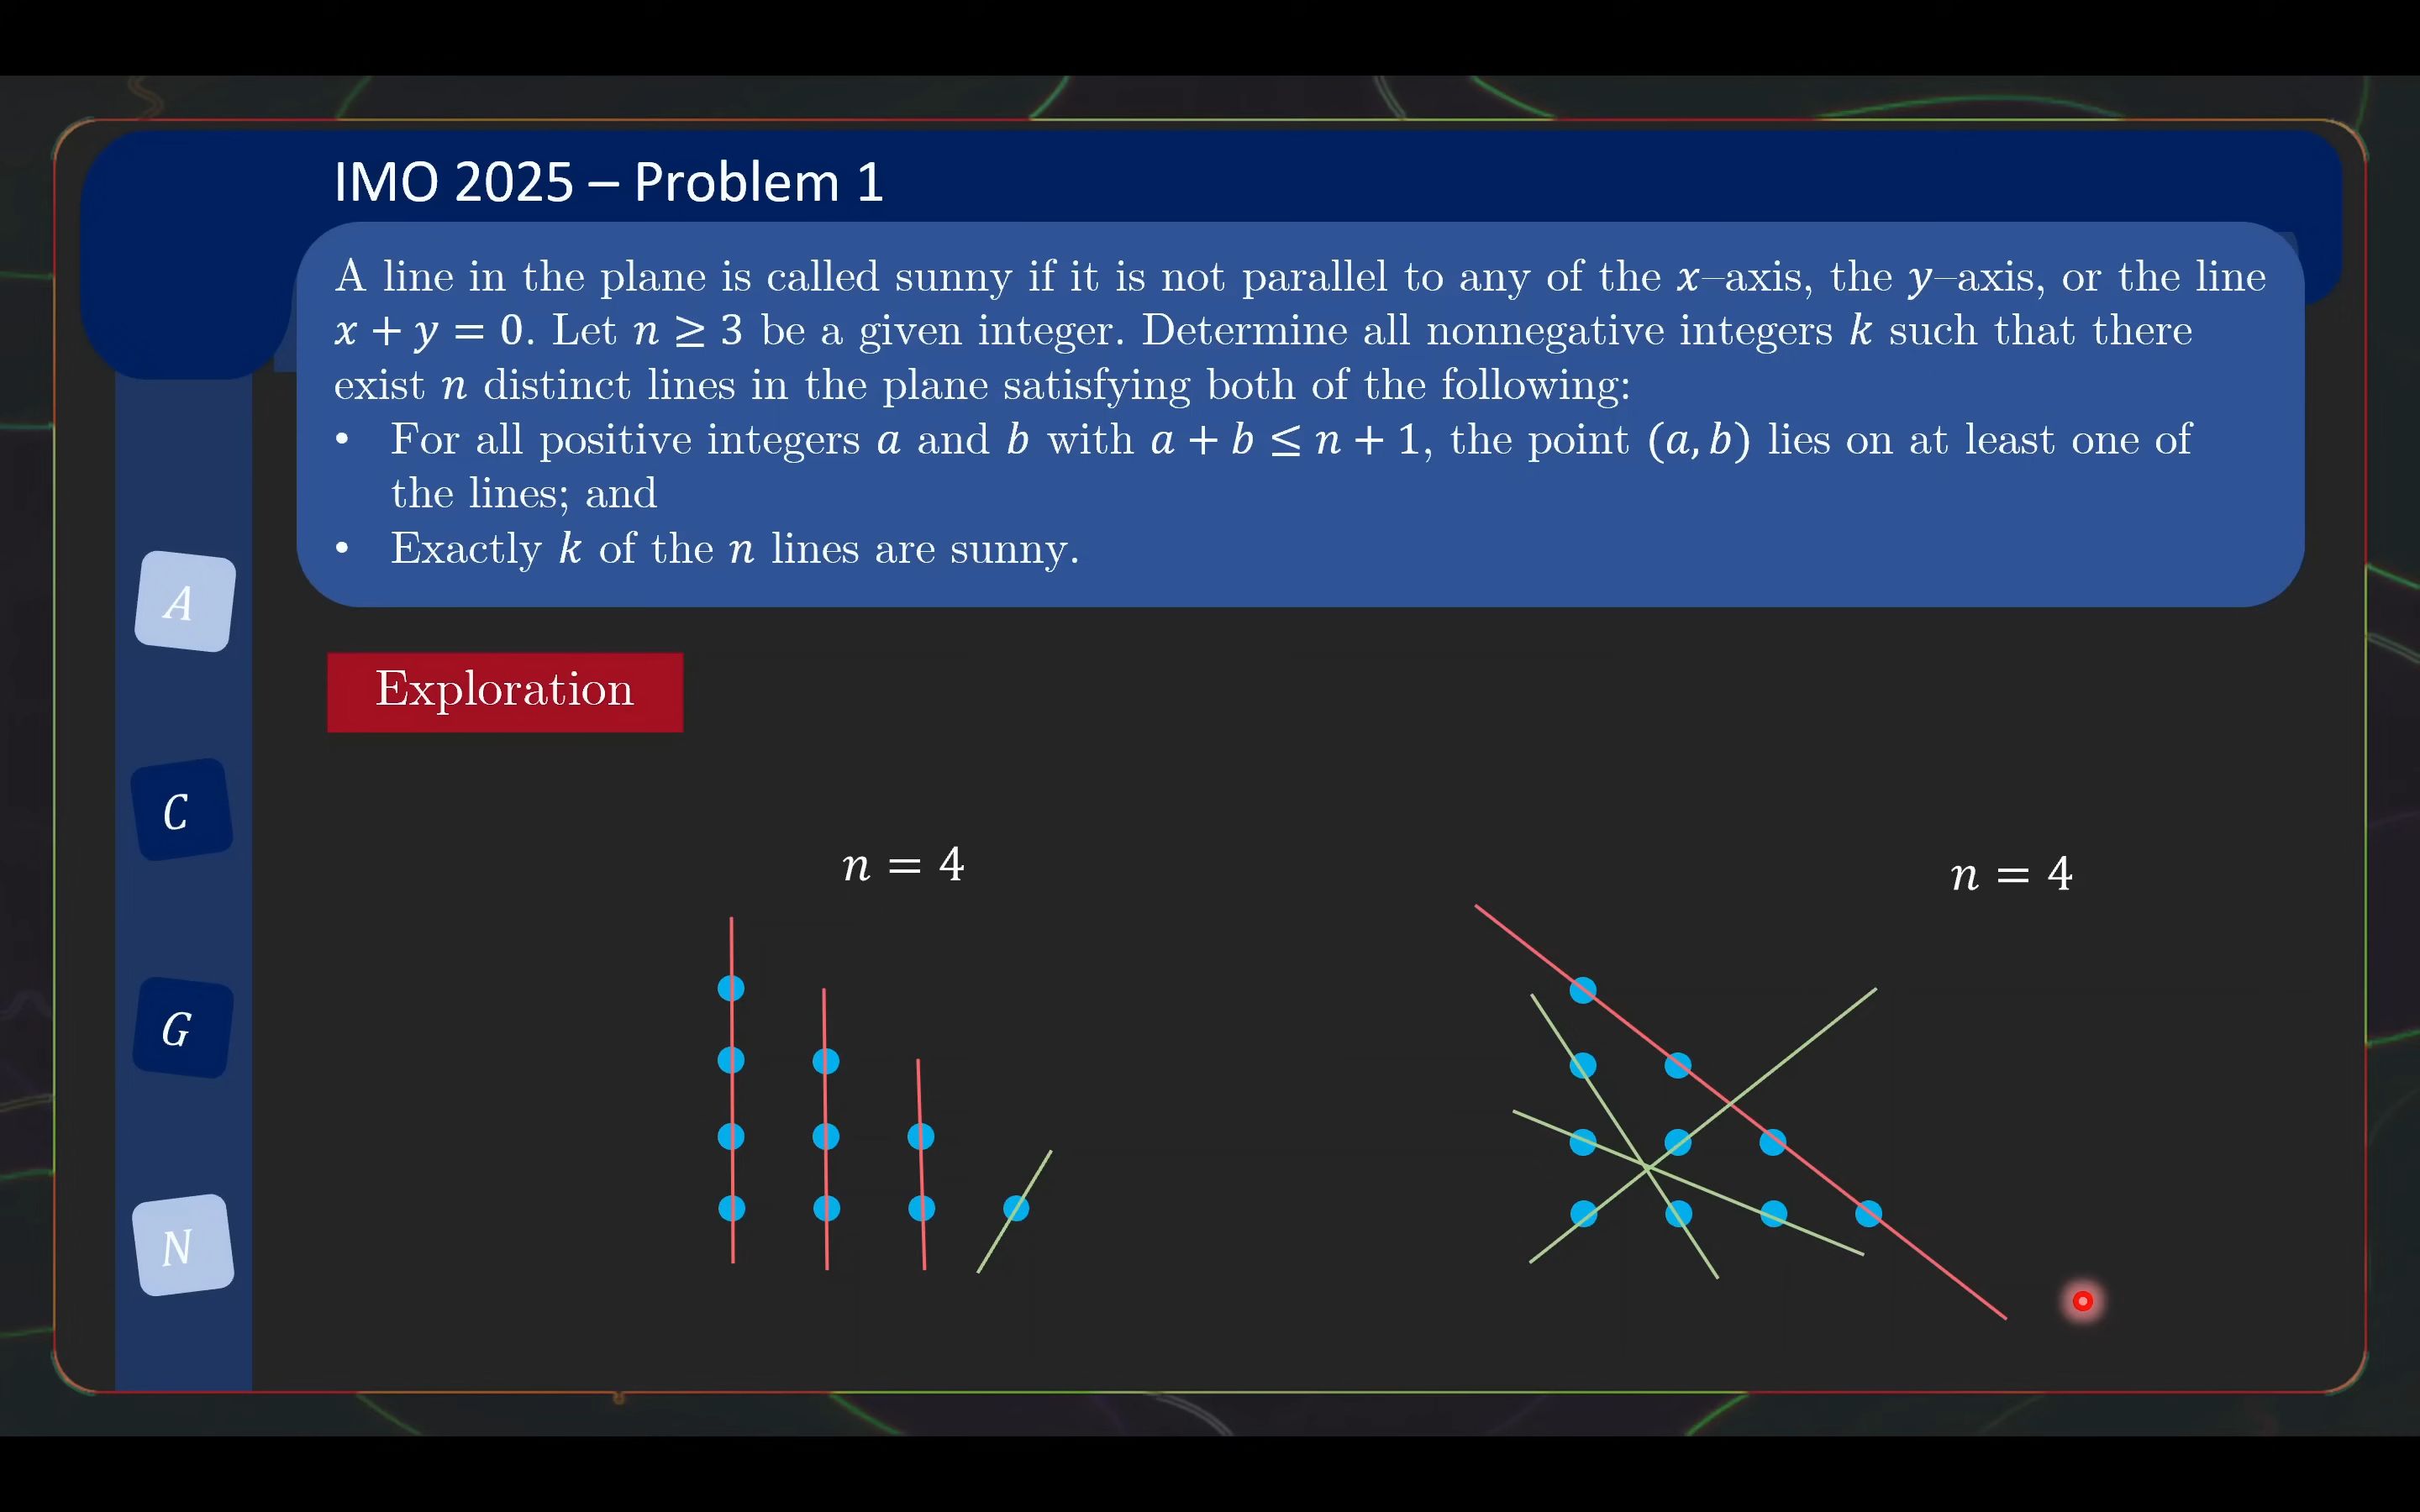 IMO 2025 – Problem 1
A line in the plane is called sunny if it is not parallel to any of the x–axis, the y–axis, or the line
x + y = 0. Let n ≥ 3 be a given integer. Determine all nonnegative integers k such that there
exist n distinct lines in the plane satisfying both of the following:
• For all positive integers a and b with a + b ≤ n + 1, the point (a, b) lies on at least one of
the lines; and
• Exactly k of the n lines are sunny.
A
Exploration
C
n = 4
n = 4
G
N